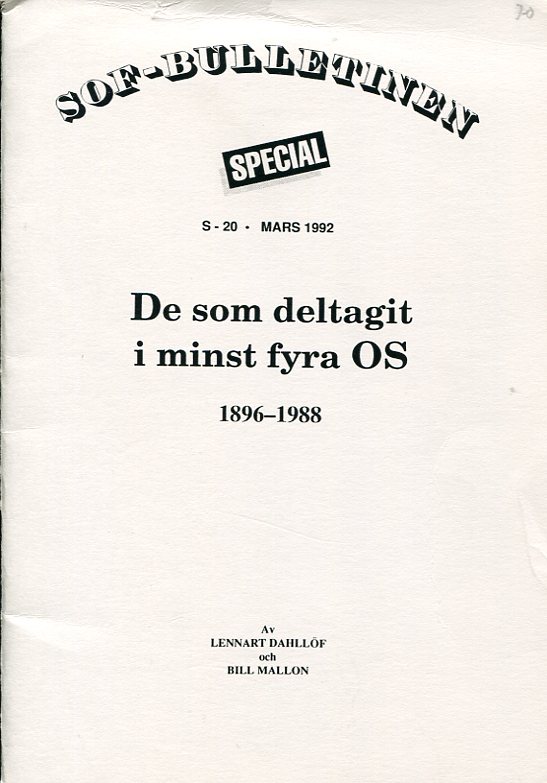 70
SOF-BULLETINEN
SPECIAL
S - 20 • MARS 1992
De som deltagit
i minst fyra OS
1896–1988
Av
LENNART DAHLLÖF
och
BILL MALLON